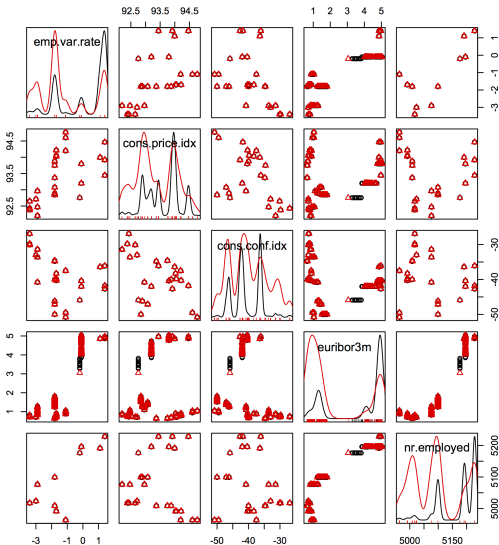 92.5 93.5 94.5 1 2 3 4 5
emp.var.rate
-3 -2 -1 0 1
92.5 93.5 94.5
cons.price.idx
cons.conf.idx
-50 -40 -30
1 2 3 4 5
euribor3m
nr.employed
5000 5100 5200
-3 -1 0 1 -50 -40 -30 5000 5150